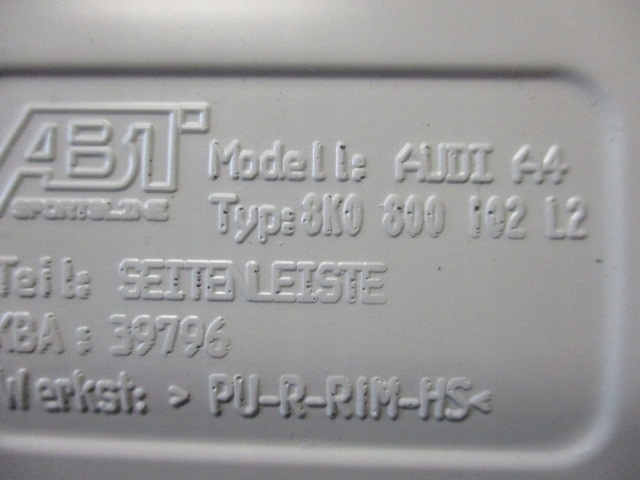 ABT Modell: AUDI A4
SPORTSLINE Typ: 8K0 800 102 L2
Teil: SEITENLEISTE
KBA: 39796
Werkst: > PU-R-RIM-HS<